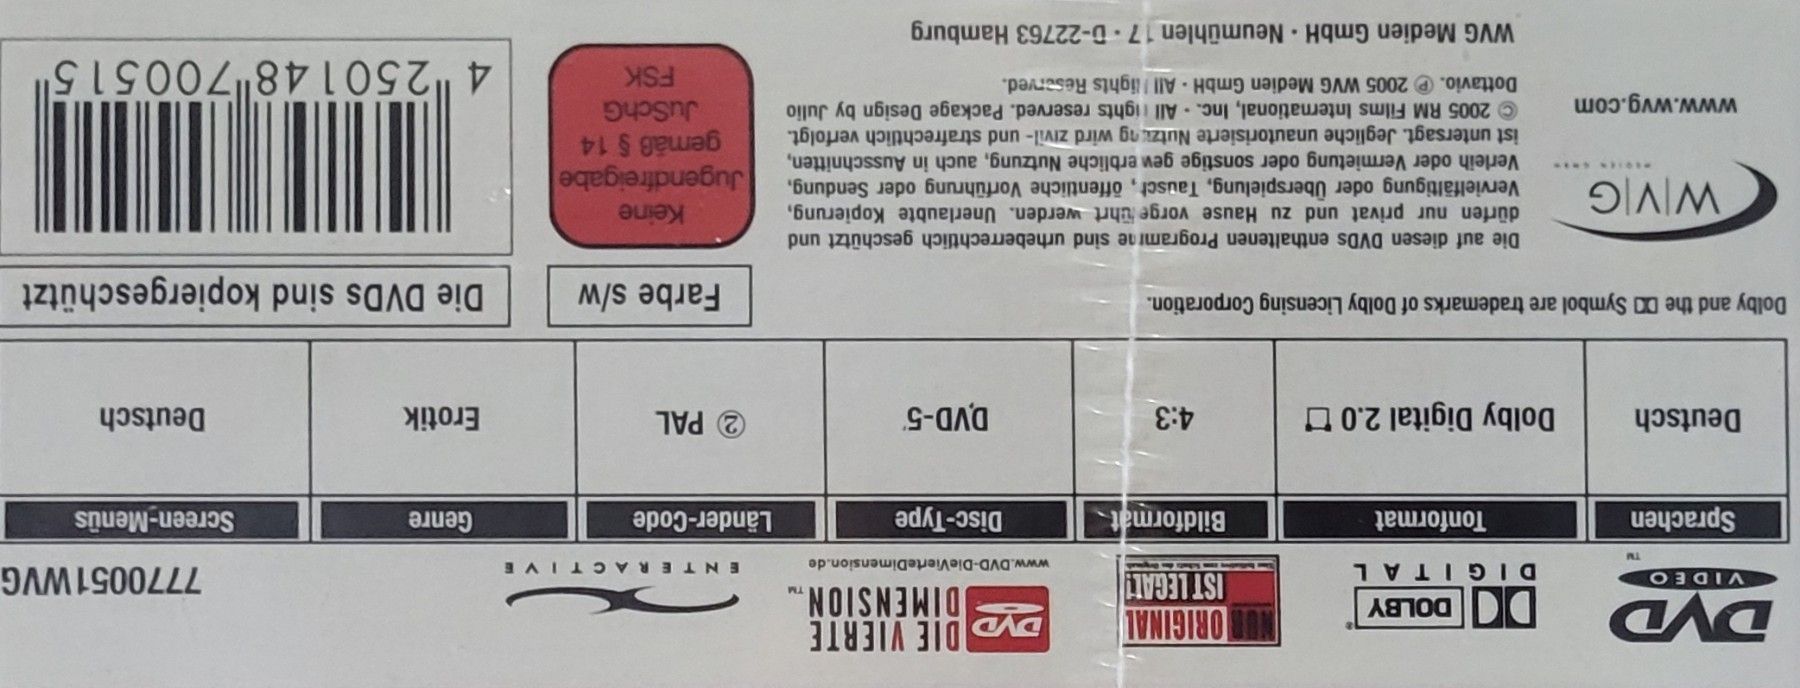 DVD
VIDEO
TM
DOLBY
®
DIGITAL
NUR ORIGINAL
IST LEGAL!
DVD
DIE VIERTE
DIMENSION™
www.DVD-DieVierteDimension.de
ENTERACTIVE
7770051WVG
Sprachen Tonformat Bildformat Disc-Type Länder-Code Genre Screen-Menüs
Deutsch Dolby Digital 2.0 4:3 DVD-5 ② PAL Erotik Deutsch
Dolby and the Symbol are trademarks of Dolby Licensing Corporation.
Farbe s/w
Die DVDs sind kopiergeschützt
W|V|G
MEDIEN GMBH
www.wvg.com
Die auf diesen DVDs enthaltenen Programme sind urheberrechtlich geschützt und
dürfen nur privat und zu Hause vorgeführt werden. Unerlaubte Kopierung,
Vervielfältigung oder Überspielung, Tausch, öffentliche Vorführung oder Sendung,
Verleih oder Vermietung oder sonstige gewerbliche Nutzung, auch in Ausschnitten,
ist untersagt. Jegliche unautorisierte Nutzung wird zivil- und strafrechtlich verfolgt.
© 2005 RM Films International, Inc. - All rights reserved. Package Design by Julio
Dottavio. ℗ 2005 WVG Medien GmbH · All Rights Reserved.
WVG Medien GmbH · Neumühlen 17 · D-22763 Hamburg
Keine
Jugendfreigabe
gemäß § 14
JuSchG
FSK
4 250148 700515